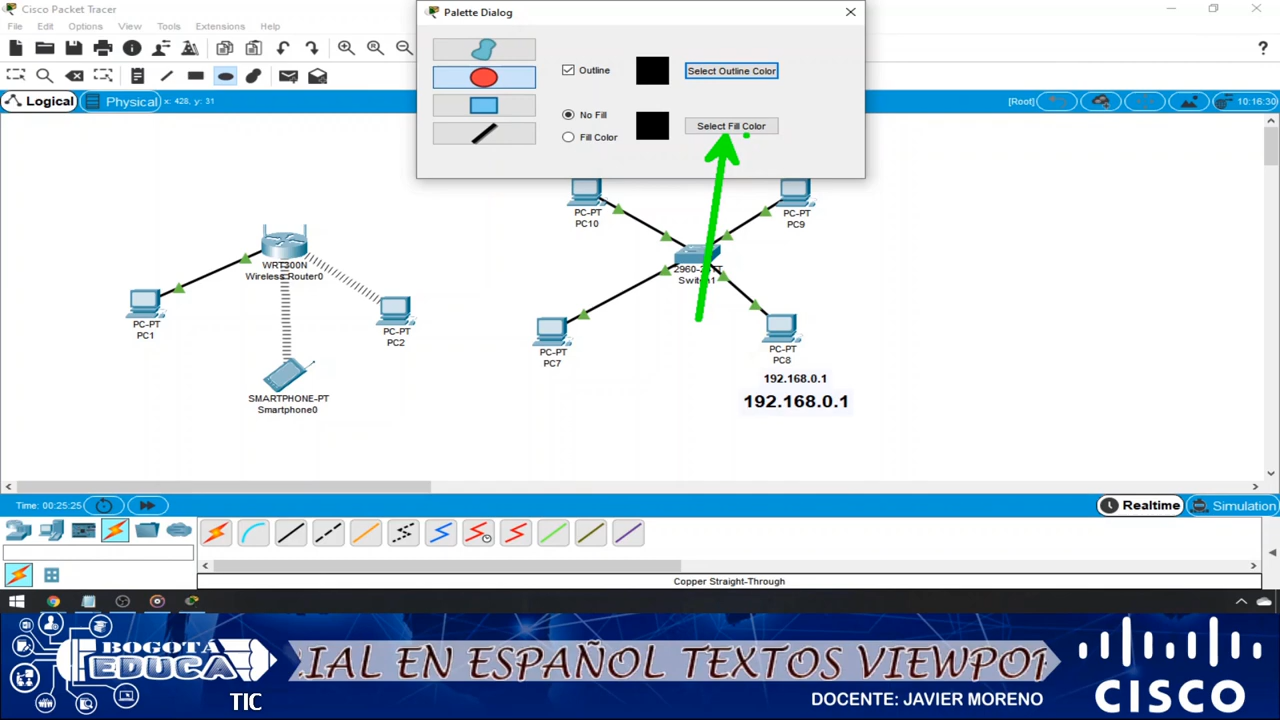 Cisco Packet Tracer
File Edit Options View Tools Extensions Help
Palette Dialog
Outline
Select Outline Color
No Fill
Select Fill Color
Fill Color
Logical
Physical
x: 428, y: 31
[Root]
10:16:30
PC-PT
PC10
PC-PT
PC9
WRT300N
Wireless Router0
Switch1
PC-PT
PC1
PC-PT
PC2
PC-PT
PC7
PC-PT
PC8
192.168.0.1
192.168.0.1
SMARTPHONE-PT
Smartphone0
Time: 00:25:25
Realtime
Simulation
Copper Straight-Through
BOGOTÁ
EDUCA
TIC
CIAL EN ESPAÑOL TEXTOS VIEWPOR
DOCENTE: JAVIER MORENO
CISCO